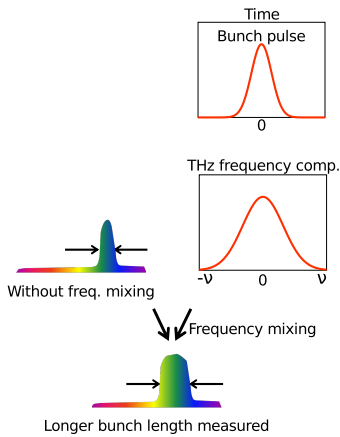 Time
Bunch pulse
0
THz frequency comp.
-ν 0 ν
Without freq. mixing
Frequency mixing
Longer bunch length measured